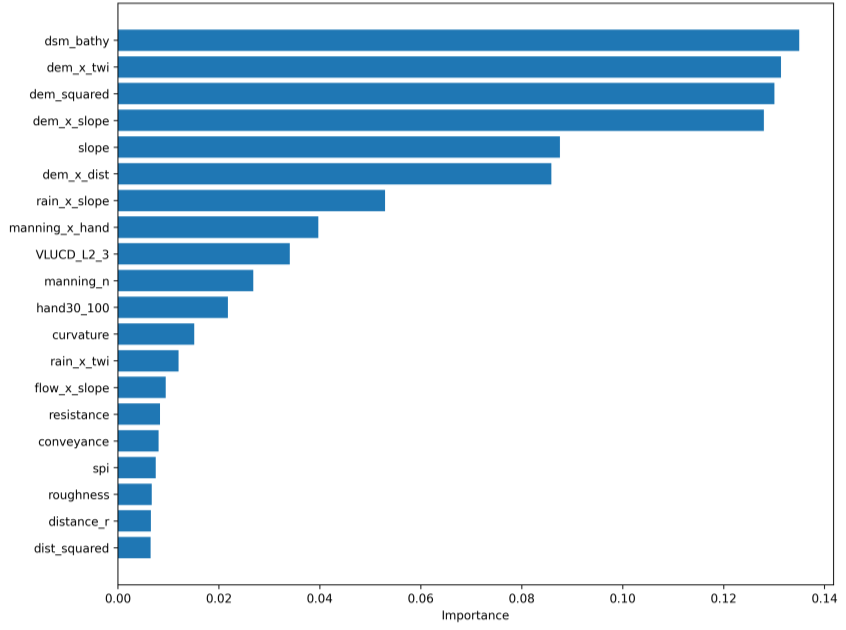 dsm_bathy
dem_x_twi
dem_squared
dem_x_slope
slope
dem_x_dist
rain_x_slope
manning_x_hand
VLUCD_L2_3
manning_n
hand30_100
curvature
rain_x_twi
flow_x_slope
resistance
conveyance
spi
roughness
distance_r
dist_squared
0.00 0.02 0.04 0.06 0.08 0.10 0.12 0.14
Importance